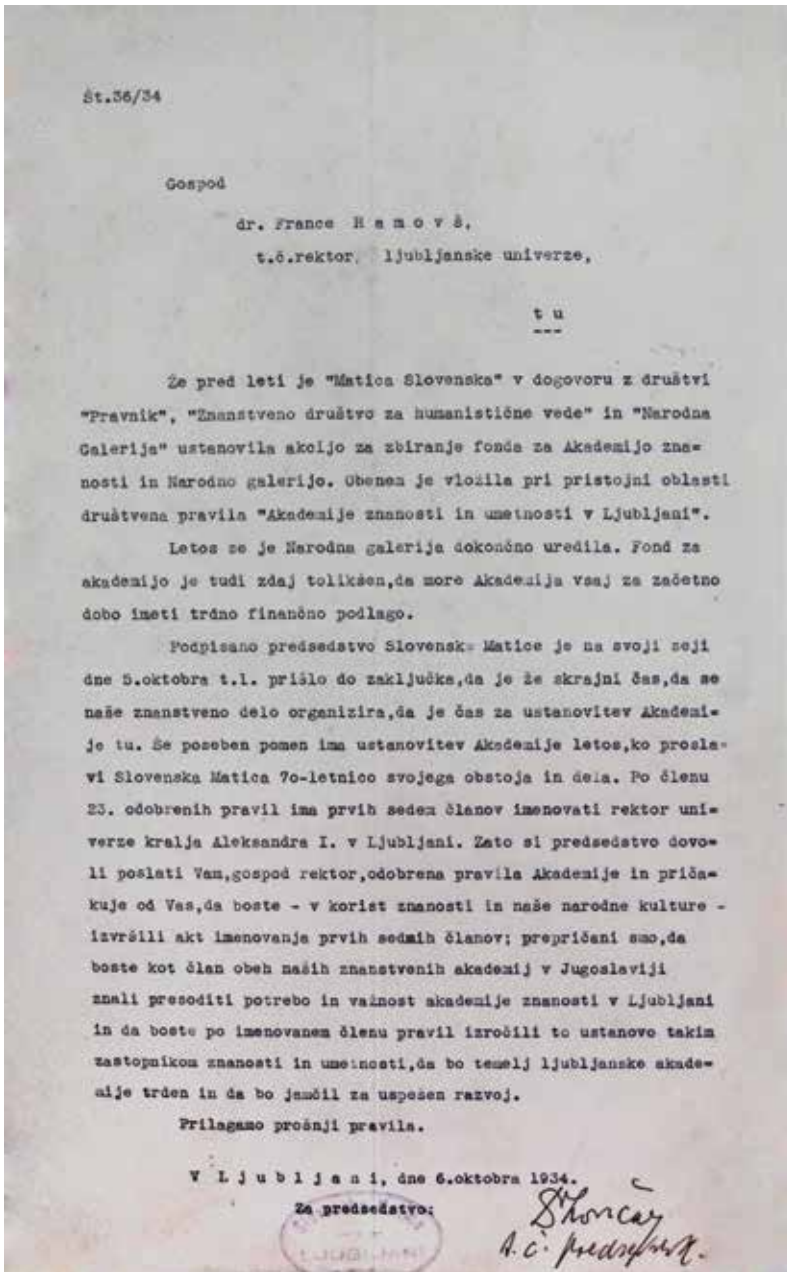 Št.36/34
Gospod
dr. France R a m o v š,
t.č.rektor, ljubljanske univerze,
t u
---
Že pred leti je "Matica Slovenska" v dogovoru z društvi
"Pravnik", "Znanstveno društvo za humanistične vede" in "Narodna
Galerija" ustanovila akcijo za zbiranje fonda za Akademijo zna=
nosti in Narodno galerijo. Obenem je vložila pri pristojni oblasti
društvena pravila "Akademije znanosti in umetnosti v Ljubljani".
Letos se je Narodna galerija dokončno uredila. Fond za
akademijo je tudi zdaj tolikšen,da more Akademija vsaj za začetno
dobo imeti trdno finančno podlago.
Podpisano predsedstvo Slovenske Matice je na svoji seji
dne 5.oktobra t.l. prišlo do zaključka,da je že skrajni čas,da se
naše znanstveno delo organizira,da je čas za ustanovitev Akademi=
je tu. Še poseben pomen ima ustanovitev Akademije letos,ko prosla=
vi Slovenska Matica 7o-letnico svojega obstoja in dela. Po členu
23. odobrenih pravil ima prvih sedem članov imenovati rektor uni=
verze kralja Aleksandra I. v Ljubljani. Zato si predsedstvo dovo=
li poslati Vam,gospod rektor,odobrena pravila Akademije in priča=
kuje od Vas,da boste - v korist znanosti in naše narodne kulture -
izvršili akt imenovanja prvih sedmih članov; prepričani smo,da
boste kot član obeh naših znanstvenih akademij v Jugoslaviji
znali presoditi potrebo in važnost akademije znanosti v Ljubljani
in da boste po imenovanem členu pravil izročili to ustanovo takim
zastopnikom znanosti in umetnosti,da bo temelj ljubljanske akade=
mije trden in da bo jamčil za uspešen razvoj.
Prilagamo prošnji pravila.
V L j u b l j a n i, dne 6.oktobra 1934.
Za predsedstvo:
t. č. predsednik.